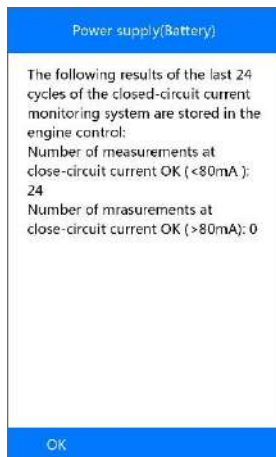 Power supply(Battery)
The following results of the last 24
cycles of the closed-circuit current
monitoring system are stored in the
engine control:
Number of measurements at
close-circuit current OK (<80mA ):
24
Number of mrasurements at
close-circuit current OK (>80mA): 0
OK